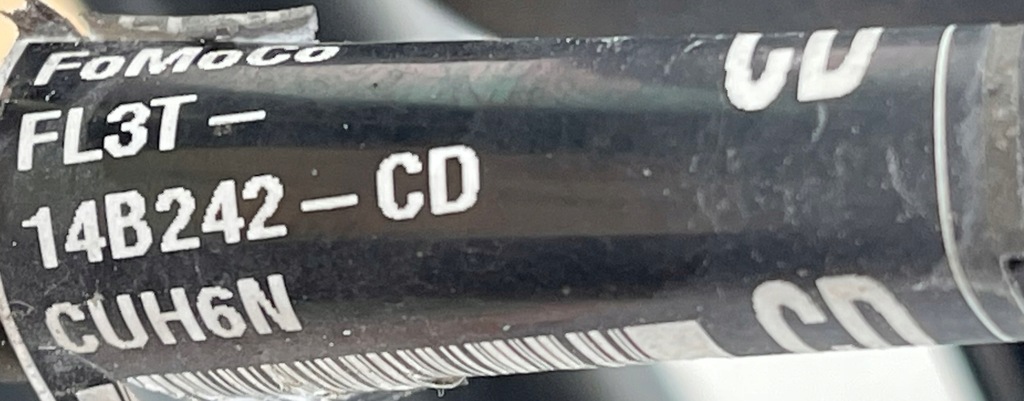 FoMoCo
CD
FL3T-
14B242-CD
CUH6N
CD